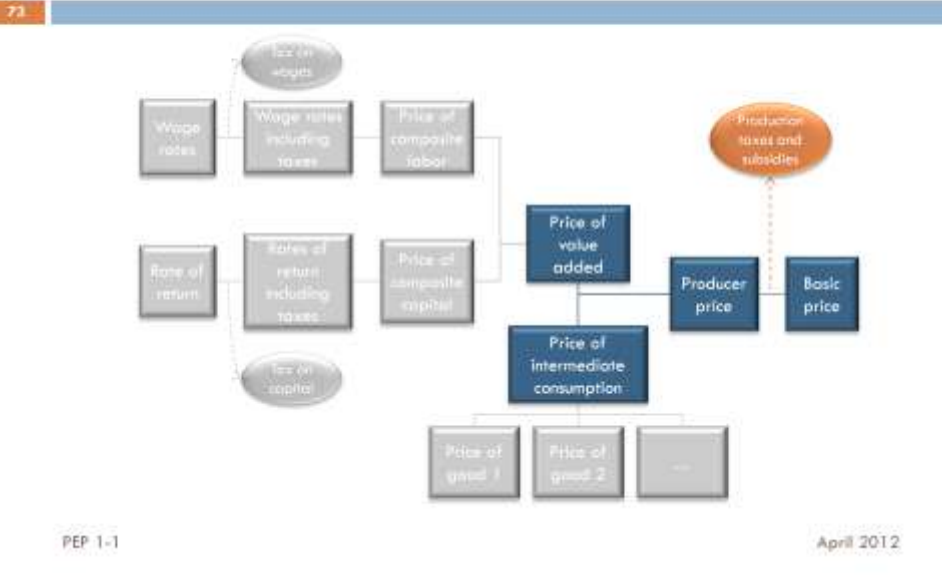 73
Tax on
wages
Wage
rates
Wage rates
including
taxes
Price of
composite
labor
Production
taxes and
subsidies
Price of
value
added
Rate of
return
Rates of
return
including
taxes
Price of
composite
capital
Producer
price
Basic
price
Price of
intermediate
consumption
Tax on
capital
Price of
good 1
Price of
good 2
...
PEP 1-1
April 2012